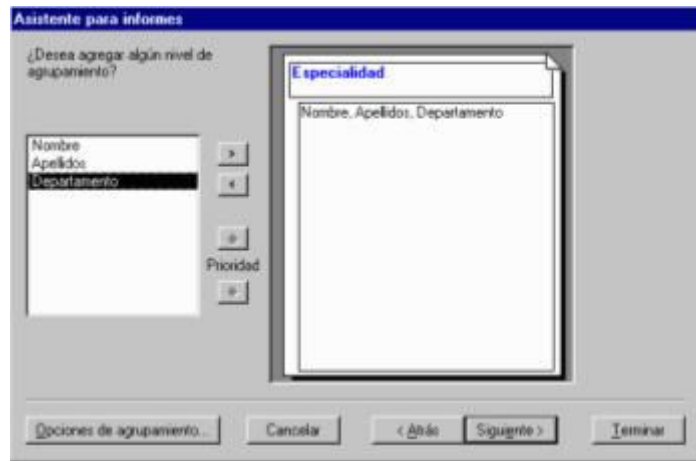 Asistente para informes
¿Desea agregar algún nivel de
agrupamiento?
Especialidad
Nombre, Apellidos, Departamento
Nombre
Apellidos
Departamento
Prioridad
Opciones de agrupamiento...
Cancelar
< Atrás
Siguiente >
Terminar